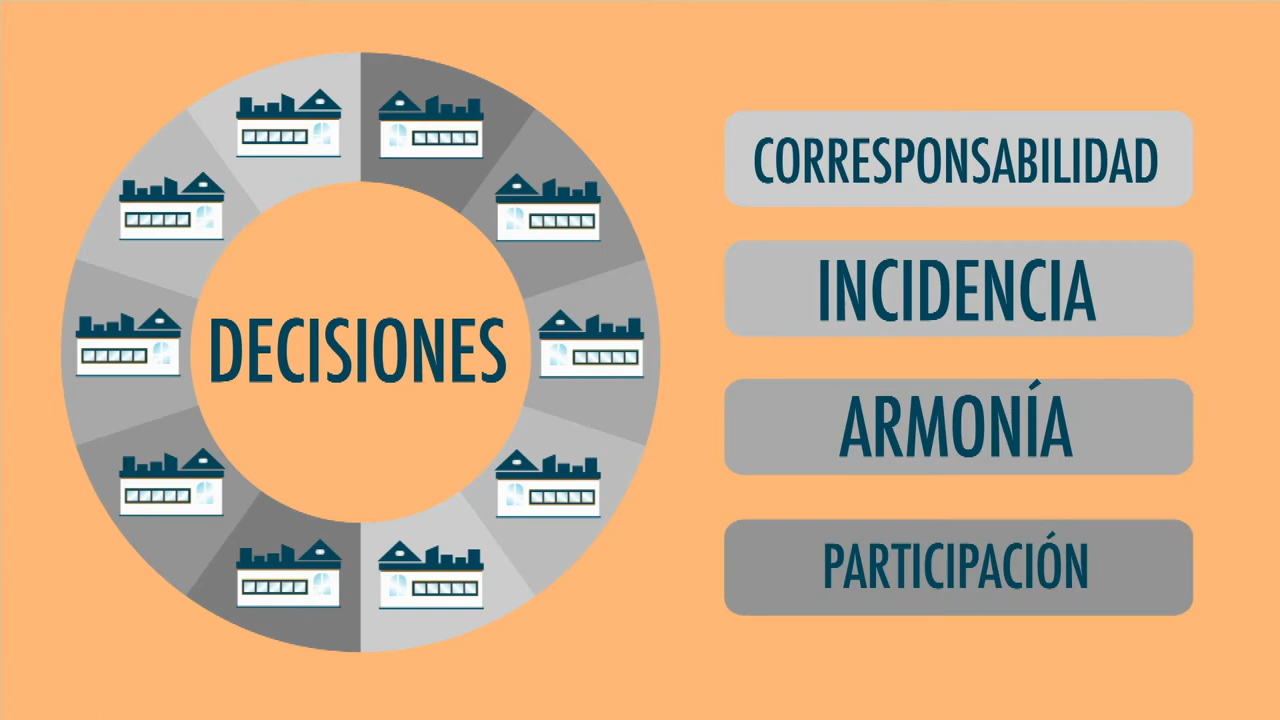 DECISIONES
CORRESPONSABILIDAD
INCIDENCIA
ARMONÍA
PARTICIPACIÓN